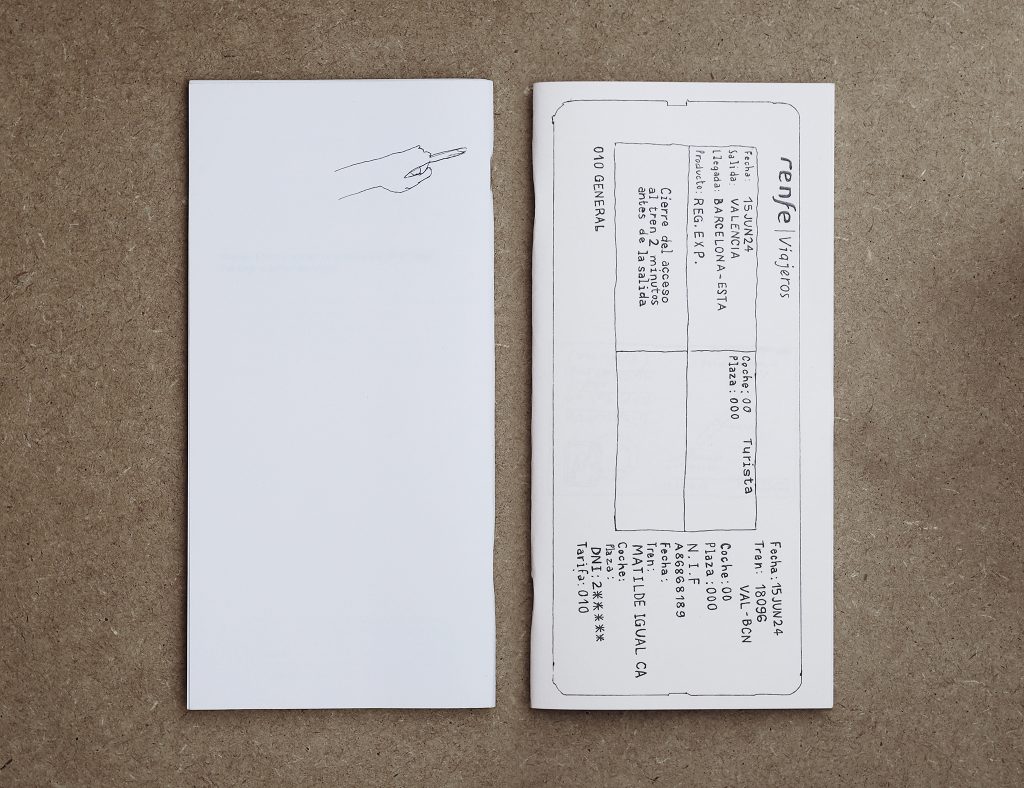 renfe | Viajeros
Fecha: 15JUN24
Salida: VALENCIA
Llegada: BARCELONA-ESTA
Producto: REG.EXP.
Coche: 00 Turista
Plaza: 000
Cierre del acceso
al tren 2 minutos
antes de la salida
010 GENERAL
Fecha:15JUN24
Tren: 18096
VAL-BCN
Coche:00
Plaza:000
N.I.F
A86868189
Fecha:
Tren:
MATILDE IGUAL CA
Coche:
Plaza:
DNI:2*****
Tarifa:010